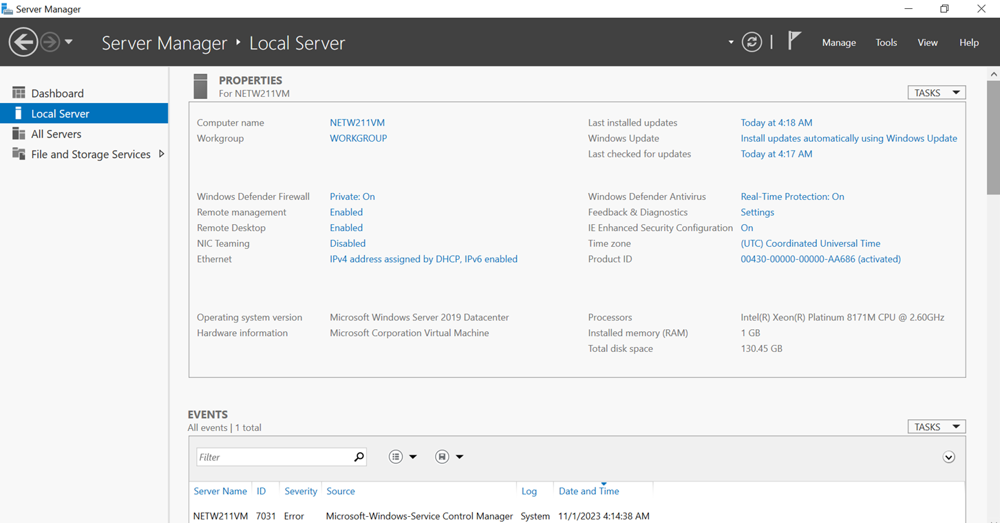 Server Manager
Server Manager ‣ Local Server
Manage Tools View Help
Dashboard
Local Server
All Servers
File and Storage Services
PROPERTIES
For NETW211VM
TASKS
Computer name NETW211VM
Workgroup WORKGROUP
Last installed updates Today at 4:18 AM
Windows Update Install updates automatically using Windows Update
Last checked for updates Today at 4:17 AM
Windows Defender Firewall Private: On
Remote management Enabled
Remote Desktop Enabled
NIC Teaming Disabled
Ethernet IPv4 address assigned by DHCP, IPv6 enabled
Windows Defender Antivirus Real-Time Protection: On
Feedback & Diagnostics Settings
IE Enhanced Security Configuration On
Time zone (UTC) Coordinated Universal Time
Product ID 00430-00000-00000-AA686 (activated)
Operating system version Microsoft Windows Server 2019 Datacenter
Hardware information Microsoft Corporation Virtual Machine
Processors Intel(R) Xeon(R) Platinum 8171M CPU @ 2.60GHz
Installed memory (RAM) 1 GB
Total disk space 130.45 GB
EVENTS
All events | 1 total
TASKS
Filter
Server Name ID Severity Source Log Date and Time
NETW211VM 7031 Error Microsoft-Windows-Service Control Manager System 11/1/2023 4:14:38 AM